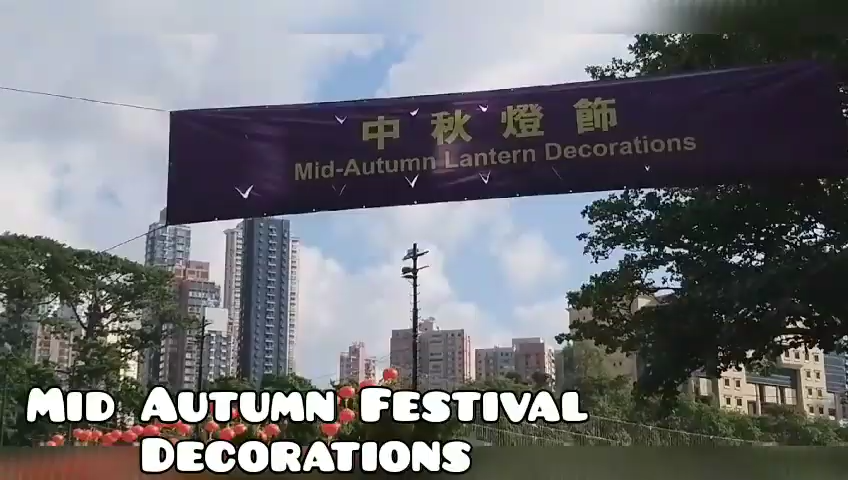 中秋燈飾
Mid-Autumn Lantern Decorations
Mid Autumn Festival
Decorations